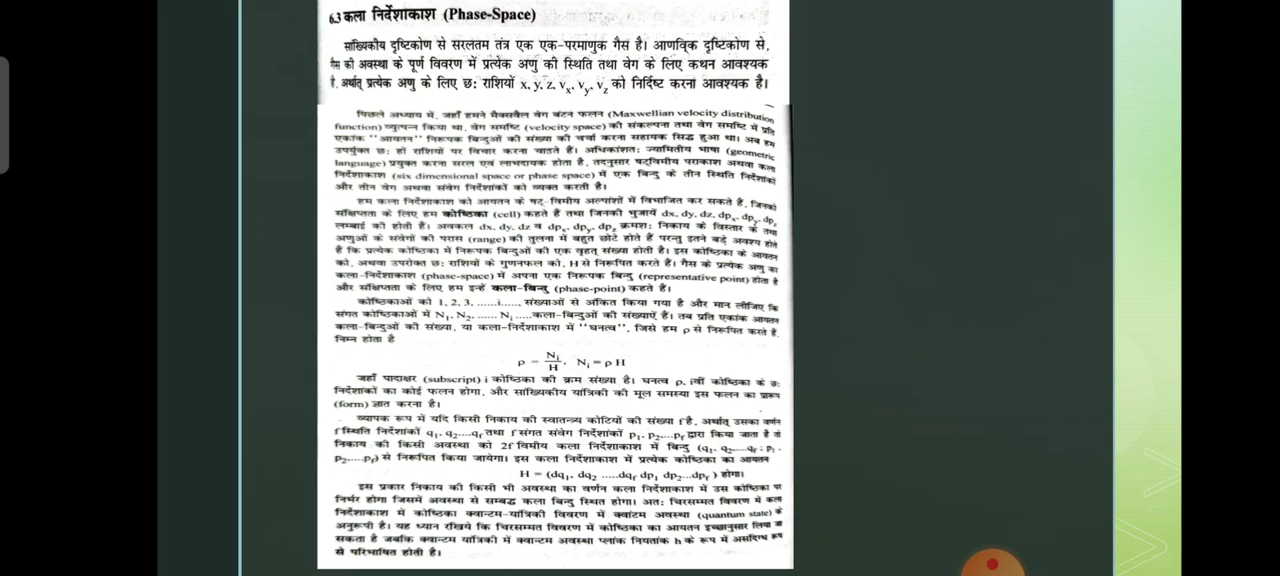 6.3 कला निर्देशाकाश (Phase-Space)
सांख्यिकीय दृष्टिकोण से सरलतम तंत्र एक एक-परमाणुक गैस है। आणविक दृष्टिकोण से,
गैस की अवस्था के पूर्ण विवरण में प्रत्येक अणु की स्थिति तथा वेग के लिए कथन आवश्यक
है, अर्थात् प्रत्येक अणु के लिए छ: राशियों x, y, z, vₓ, v_y, v_z को निर्दिष्ट करना आवश्यक है।
पिछले अध्याय में, जहाँ हमने मैक्सवैल वेग बंटन फलन (Maxwellian velocity distribution
function) व्युत्पन्न किया था, वेग समष्टि (velocity space) की संकल्पना तथा वेग समष्टि में प्रति
एकांक "आयतन" निरूपक बिन्दुओं की संख्या की चर्चा करना सहायक सिद्ध हुआ था। अब हम
उपर्युक्त छ: हों राशियों पर विचार करना चाहते हैं। अधिकांशत: ज्यामितीय भाषा (geometric
language) प्रयुक्त करना सरल एवं लाभदायक होता है, तदनुसार षट्विमीय पराकाश अथवा कला
निर्देशाकाश (six dimensional space or phase space) में एक बिन्दु के तीन स्थिति निर्देशांकों
और तीन वेग अथवा संवेग निर्देशांकों को व्यक्त करती है।
हम कला निर्देशाकाश को आयतन के षट्-विमीय अल्पांशों में विभाजित कर सकते हैं, जिनको
संक्षिप्तता के लिए हम कोष्ठिका (cell) कहते हैं तथा जिनकी भुजायें dx, dy, dz, dpₓ, dp_y, dp_z
लम्बाई की होती हैं। अवकल dx, dy, dz व dpₓ, dp_y, dp_z क्रमश: निकाय के विस्तार के तथा
अणुओं के संवेगों की परास (range) की तुलना में बहुत छोटे होते हैं परन्तु इतने बड़े अवश्य होते
हैं कि प्रत्येक कोष्ठिका में निरूपक बिन्दुओं की एक वृहत् संख्या होती है। इस कोष्ठिका के आयतन
को, अथवा उपरोक्त छ: राशियों के गुणनफल को, H से निरूपित करते हैं। गैस के प्रत्येक अणु का
कला-निर्देशाकाश (phase-space) में अपना एक निरूपक बिन्दु (representative point) होता है
और संक्षिप्तता के लिए हम इन्हें कला-बिन्दु (phase-point) कहते हैं।
कोष्ठिकाओं को 1, 2, 3, ......i....., संख्याओं से अंकित किया गया है और मान लीजिए कि
संगत कोष्ठिकाओं में N₁, N₂, ...... Nᵢ .....कला-बिन्दुओं की संख्याऐं हैं। तब प्रति एकांक आयतन
कला-बिन्दुओं की संख्या, या कला-निर्देशाकाश में "घनत्व", जिसे हम ρ से निरूपित करते हैं,
निम्न होता है
ρ = Nᵢ/H, Nᵢ = ρ H
जहाँ पादाक्षर (subscript) i कोष्ठिका की क्रम संख्या है। घनत्व ρ, iवीं कोष्ठिका के छ:
निर्देशांकों का कोई फलन होगा, और सांख्यिकीय यांत्रिकी की मूल समस्या इस फलन का प्रारूप
(form) ज्ञात करना है।
व्यापक रूप में यदि किसी निकाय की स्वातन्त्र्य कोटियों की संख्या f है, अर्थात् उसका वर्णन
f स्थिति निर्देशांकों q₁, q₂....q_f तथा f संगत संवेग निर्देशांकों p₁, p₂....p_f द्वारा किया जाता है तो
निकाय की किसी अवस्था को 2f विमीय कला निर्देशाकाश में बिन्दु (q₁, q₂....q_f ; p₁,
p₂.....p_f) से निरूपित किया जायेगा। इस कला निर्देशाकाश में प्रत्येक कोष्ठिका का आयतन
H = (dq₁, dq₂ .....dq_f dp₁ dp₂...dp_f ) होगा।
इस प्रकार निकाय की किसी भी अवस्था का वर्णन कला निर्देशाकाश में उस कोष्ठिका पर
निर्भर होगा जिसमें अवस्था से सम्बद्ध कला बिन्दु स्थित होगा। अत: चिरसम्मत विवरण में कला
निर्देशाकाश में कोष्ठिका क्वान्टम-यांत्रिकी विवरण में क्वांटम अवस्था (quantum state) के
अनुरूपी है। यह ध्यान रखिये कि चिरसम्मत विवरण में कोष्ठिका का आयतन इच्छानुसार लिया जा
सकता है जबकि क्वान्टम यांत्रिकी में क्वान्टम अवस्था प्लांक नियतांक h के रूप में असंदिग्ध रूप
से परिभाषित होती है।